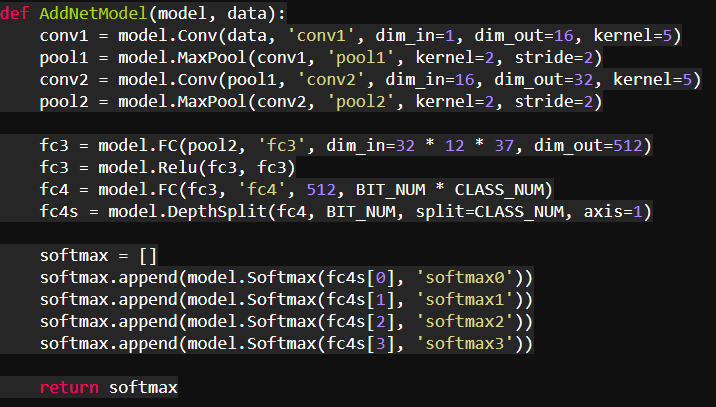 def AddNetModel(model, data):
    conv1 = model.Conv(data, 'conv1', dim_in=1, dim_out=16, kernel=5)
    pool1 = model.MaxPool(conv1, 'pool1', kernel=2, stride=2)
    conv2 = model.Conv(pool1, 'conv2', dim_in=16, dim_out=32, kernel=5)
    pool2 = model.MaxPool(conv2, 'pool2', kernel=2, stride=2)

    fc3 = model.FC(pool2, 'fc3', dim_in=32 * 12 * 37, dim_out=512)
    fc3 = model.Relu(fc3, fc3)
    fc4 = model.FC(fc3, 'fc4', 512, BIT_NUM * CLASS_NUM)
    fc4s = model.DepthSplit(fc4, BIT_NUM, split=CLASS_NUM, axis=1)

    softmax = []
    softmax.append(model.Softmax(fc4s[0], 'softmax0'))
    softmax.append(model.Softmax(fc4s[1], 'softmax1'))
    softmax.append(model.Softmax(fc4s[2], 'softmax2'))
    softmax.append(model.Softmax(fc4s[3], 'softmax3'))

    return softmax